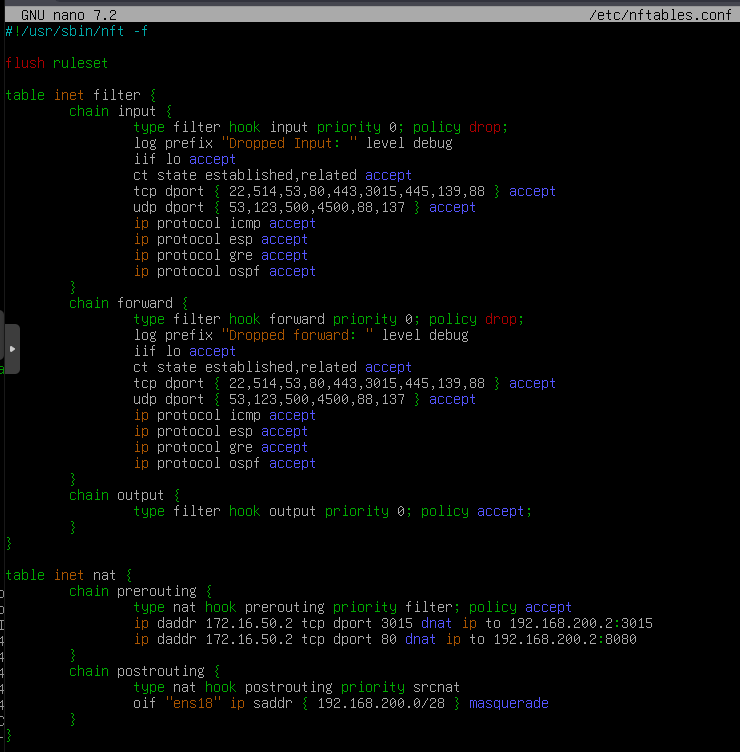 GNU nano 7.2 /etc/nftables.conf
#!/usr/sbin/nft -f
flush ruleset
table inet filter {
chain input {
type filter hook input priority 0; policy drop;
log prefix "Dropped Input: " level debug
iif lo accept
ct state established,related accept
tcp dport { 22,514,53,80,443,3015,445,139,88 } accept
udp dport { 53,123,500,4500,88,137 } accept
ip protocol icmp accept
ip protocol esp accept
ip protocol gre accept
ip protocol ospf accept
}
chain forward {
type filter hook forward priority 0; policy drop;
log prefix "Dropped forward: " level debug
iif lo accept
ct state established,related accept
tcp dport { 22,514,53,80,443,3015,445,139,88 } accept
udp dport { 53,123,500,4500,88,137 } accept
ip protocol icmp accept
ip protocol esp accept
ip protocol gre accept
ip protocol ospf accept
}
chain output {
type filter hook output priority 0; policy accept;
}
}
table inet nat {
chain prerouting {
type nat hook prerouting priority filter; policy accept
ip daddr 172.16.50.2 tcp dport 3015 dnat ip to 192.168.200.2:3015
ip daddr 172.16.50.2 tcp dport 80 dnat ip to 192.168.200.2:8080
}
chain postrouting {
type nat hook postrouting priority srcnat
oif "ens18" ip saddr { 192.168.200.0/28 } masquerade
}
}